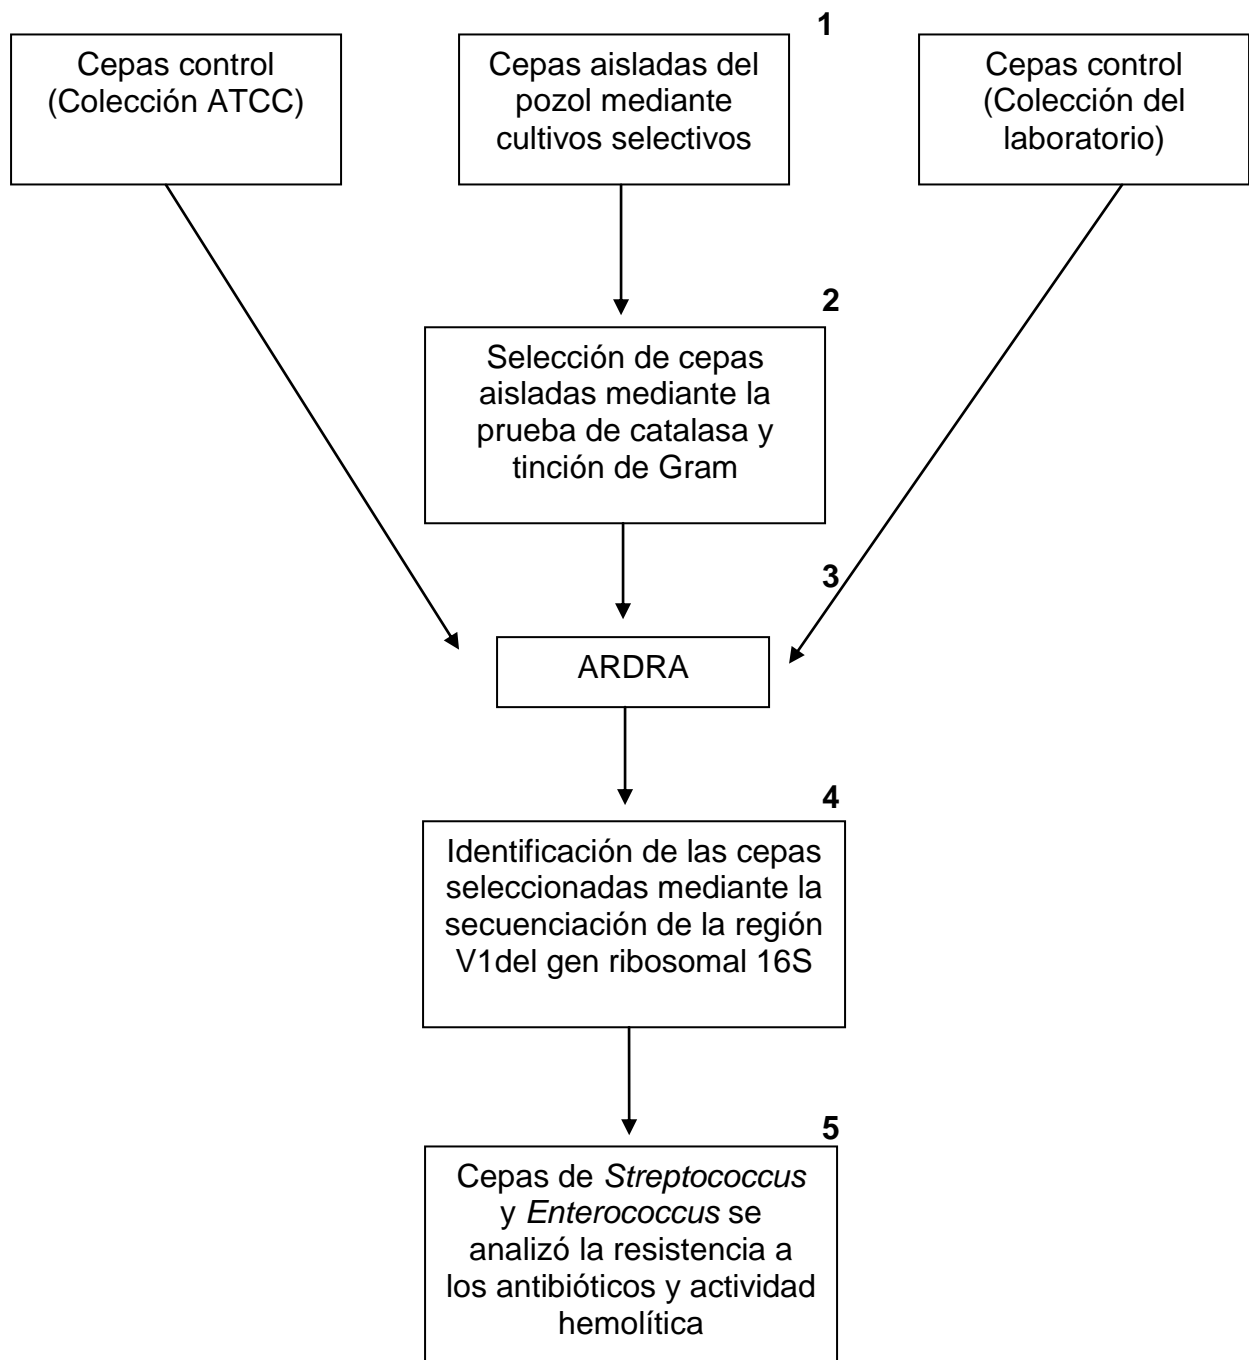 1
Cepas control
(Colección ATCC)
Cepas aisladas del
pozol mediante
cultivos selectivos
Cepas control
(Colección del
laboratorio)
2
Selección de cepas
aisladas mediante la
prueba de catalasa y
tinción de Gram
3
ARDRA
4
Identificación de las cepas
seleccionadas mediante la
secuenciación de la región
V1del gen ribosomal 16S
5
Cepas de Streptococcus
y Enterococcus se
analizó la resistencia a
los antibióticos y actividad
hemolítica